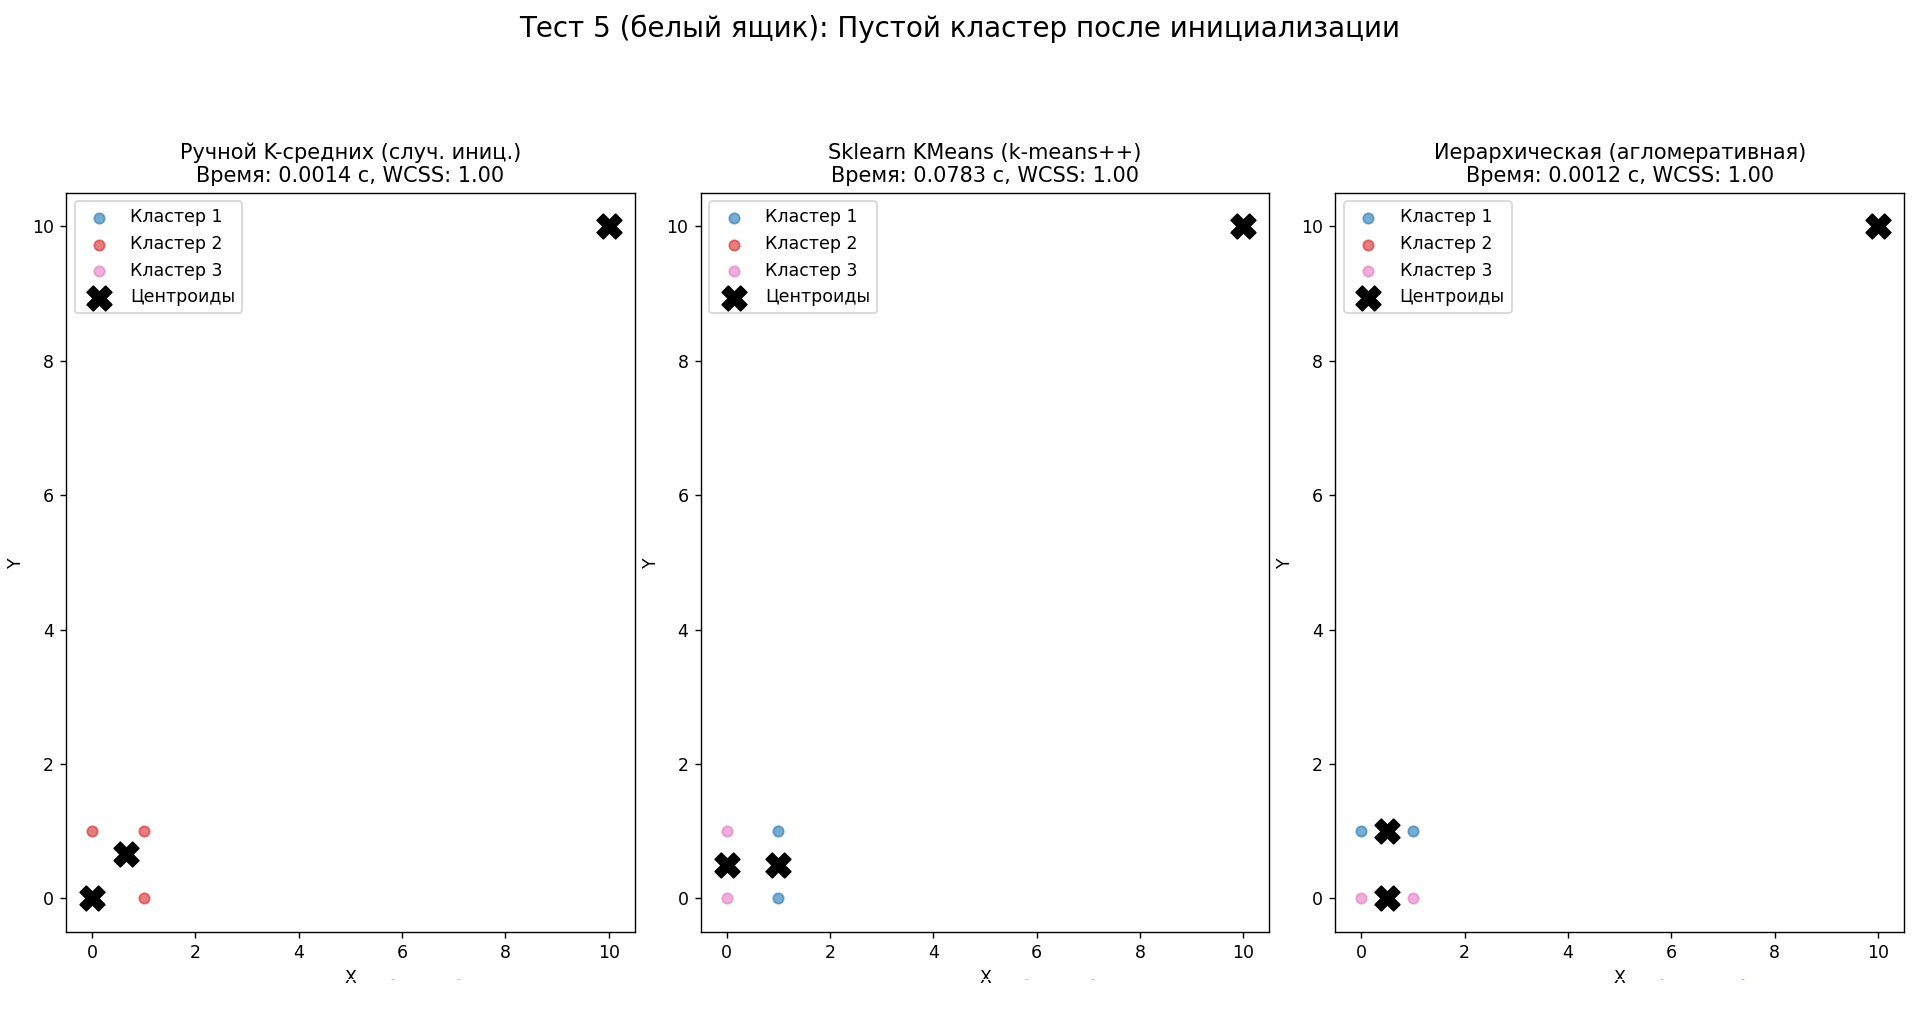 Тест 5 (белый ящик): Пустой кластер после инициализации
Ручной K-средних (случ. иниц.)
Время: 0.0014 с, WCSS: 1.00
Кластер 1
Кластер 2
Кластер 3
Центроиды
10
8
6
4
2
0
Y
0 2 4 6 8 10
X
Sklearn KMeans (k-means++)
Время: 0.0783 с, WCSS: 1.00
Кластер 1
Кластер 2
Кластер 3
Центроиды
10
8
6
4
2
0
Y
0 2 4 6 8 10
X
Иерархическая (агломеративная)
Время: 0.0012 с, WCSS: 1.00
Кластер 1
Кластер 2
Кластер 3
Центроиды
10
8
6
4
2
0
Y
0 2 4 6 8 10
X